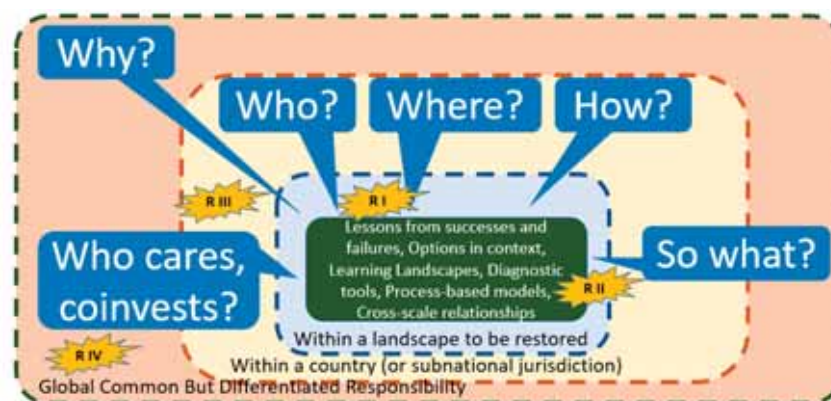 Why?
Who?
Where?
How?
R III
R I
Lessons from successes and
failures, Options in context,
Learning Landscapes, Diagnostic
tools, Process-based models,
Cross-scale relationships
Who cares,
coinvests?
So what?
R II
Within a landscape to be restored
R IV
Within a country (or subnational jurisdiction)
Global Common But Differentiated Responsibility